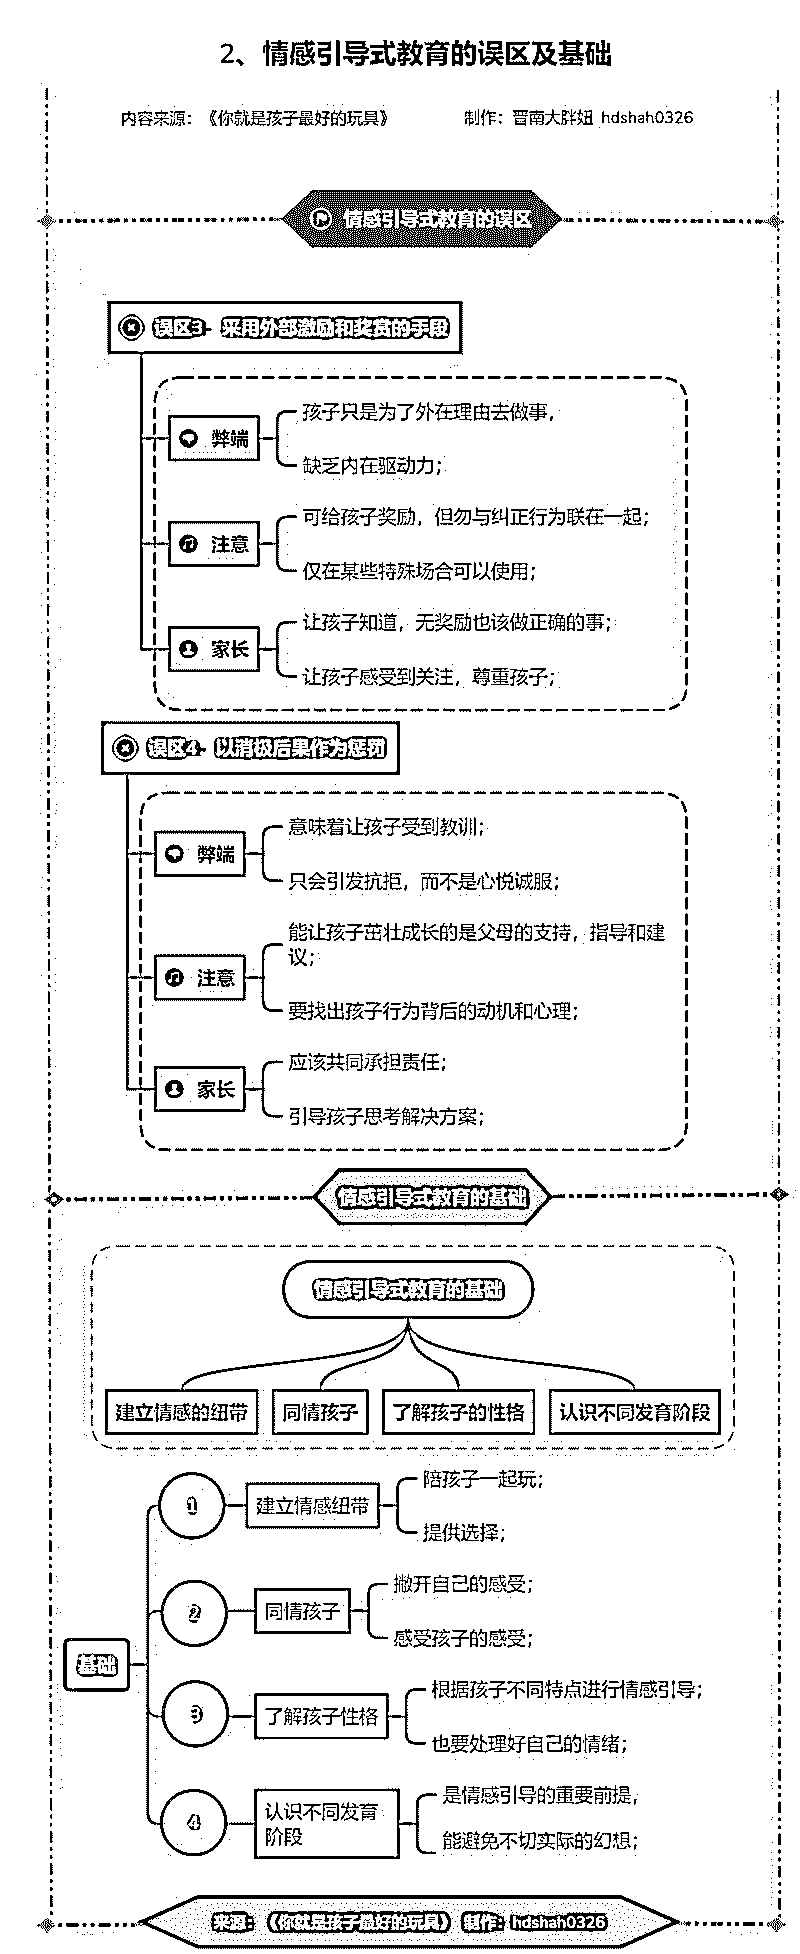 2、情感引导式教育的误区及基础
内容来源：《你就是孩子最好的玩具》 制作：晋南大胖妞 hdshah0326
情感引导式教育的误区
误区3- 采用外部激励和奖赏的手段
弊端
孩子只是为了外在理由去做事，
缺乏内在驱动力；
注意
可给孩子奖励，但勿与纠正行为联在一起；
仅在某些特殊场合可以使用；
家长
让孩子知道，无奖励也该做正确的事；
让孩子感受到关注，尊重孩子；
误区4- 以消极后果作为惩罚
弊端
意味着让孩子受到教训；
只会引发抗拒，而不是心悦诚服；
注意
能让孩子茁壮成长的是父母的支持，指导和建
议；
要找出孩子行为背后的动机和心理；
家长
应该共同承担责任；
引导孩子思考解决方案；
情感引导式教育的基础
情感引导式教育的基础
建立情感的纽带 同情孩子 了解孩子的性格 认识不同发育阶段
基础
1 建立情感纽带
陪孩子一起玩；
提供选择；
2 同情孩子
撇开自己的感受；
感受孩子的感受；
3 了解孩子性格
根据孩子不同特点进行情感引导；
也要处理好自己的情绪；
4 认识不同发育
阶段
是情感引导的重要前提，
能避免不切实际的幻想；
来源：《你就是孩子最好的玩具》 制作：hdshah0326